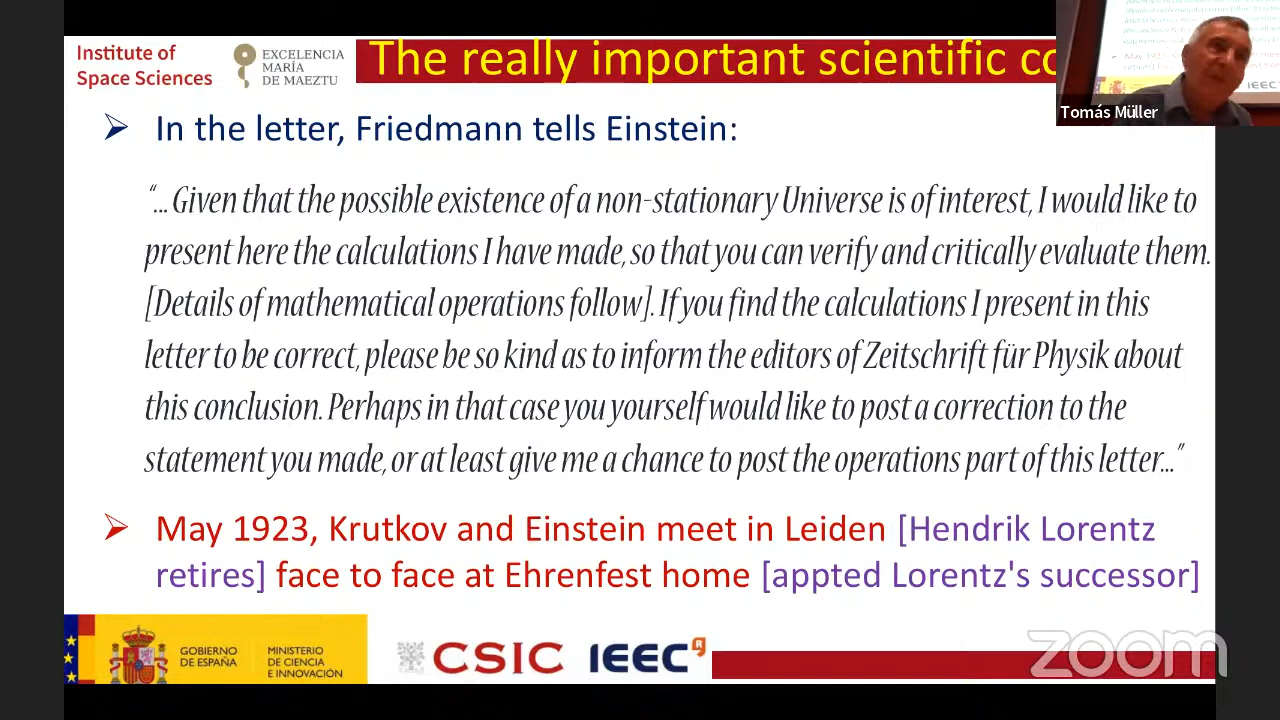 Institute of
Space Sciences
EXCELENCIA
MARÍA
DE MAEZTU
The really important scientific co
Tomás Müller
➢ In the letter, Friedmann tells Einstein:
“... Given that the possible existence of a non-stationary Universe is of interest, I would like to
present here the calculations I have made, so that you can verify and critically evaluate them.
[Details of mathematical operations follow]. If you find the calculations I present in this
letter to be correct, please be so kind as to inform the editors of Zeitschrift für Physik about
this conclusion. Perhaps in that case you yourself would like to post a correction to the
statement you made, or at least give me a chance to post the operations part of this letter...”
➢ May 1923, Krutkov and Einstein meet in Leiden [Hendrik Lorentz
retires] face to face at Ehrenfest home [appted Lorentz's successor]
GOBIERNO
DE ESPAÑA
MINISTERIO
DE CIENCIA
E INNOVACIÓN
CSIC
IEEC
zoom